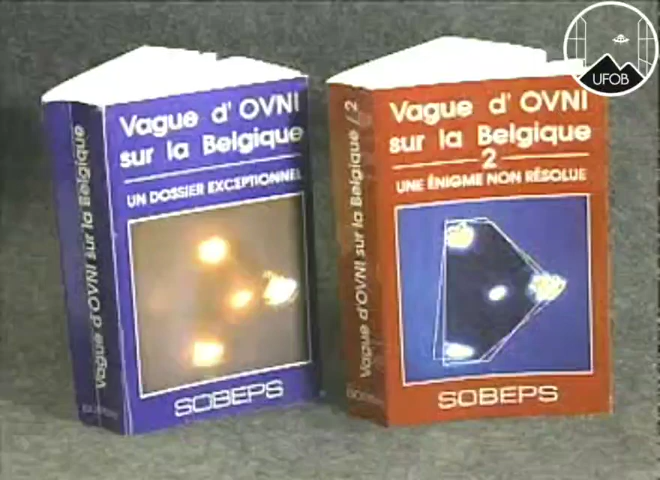 Vague d'OVNI sur la Belgique
Vague d' OVNI
sur la Belgique
UN DOSSIER EXCEPTIONNEL
SOBEPS
Vague d'OVNI sur la Belgique / 2
Vague d' OVNI
sur la Belgique
2
UNE ÉNIGME NON RÉSOLUE
SOBEPS
UFOB